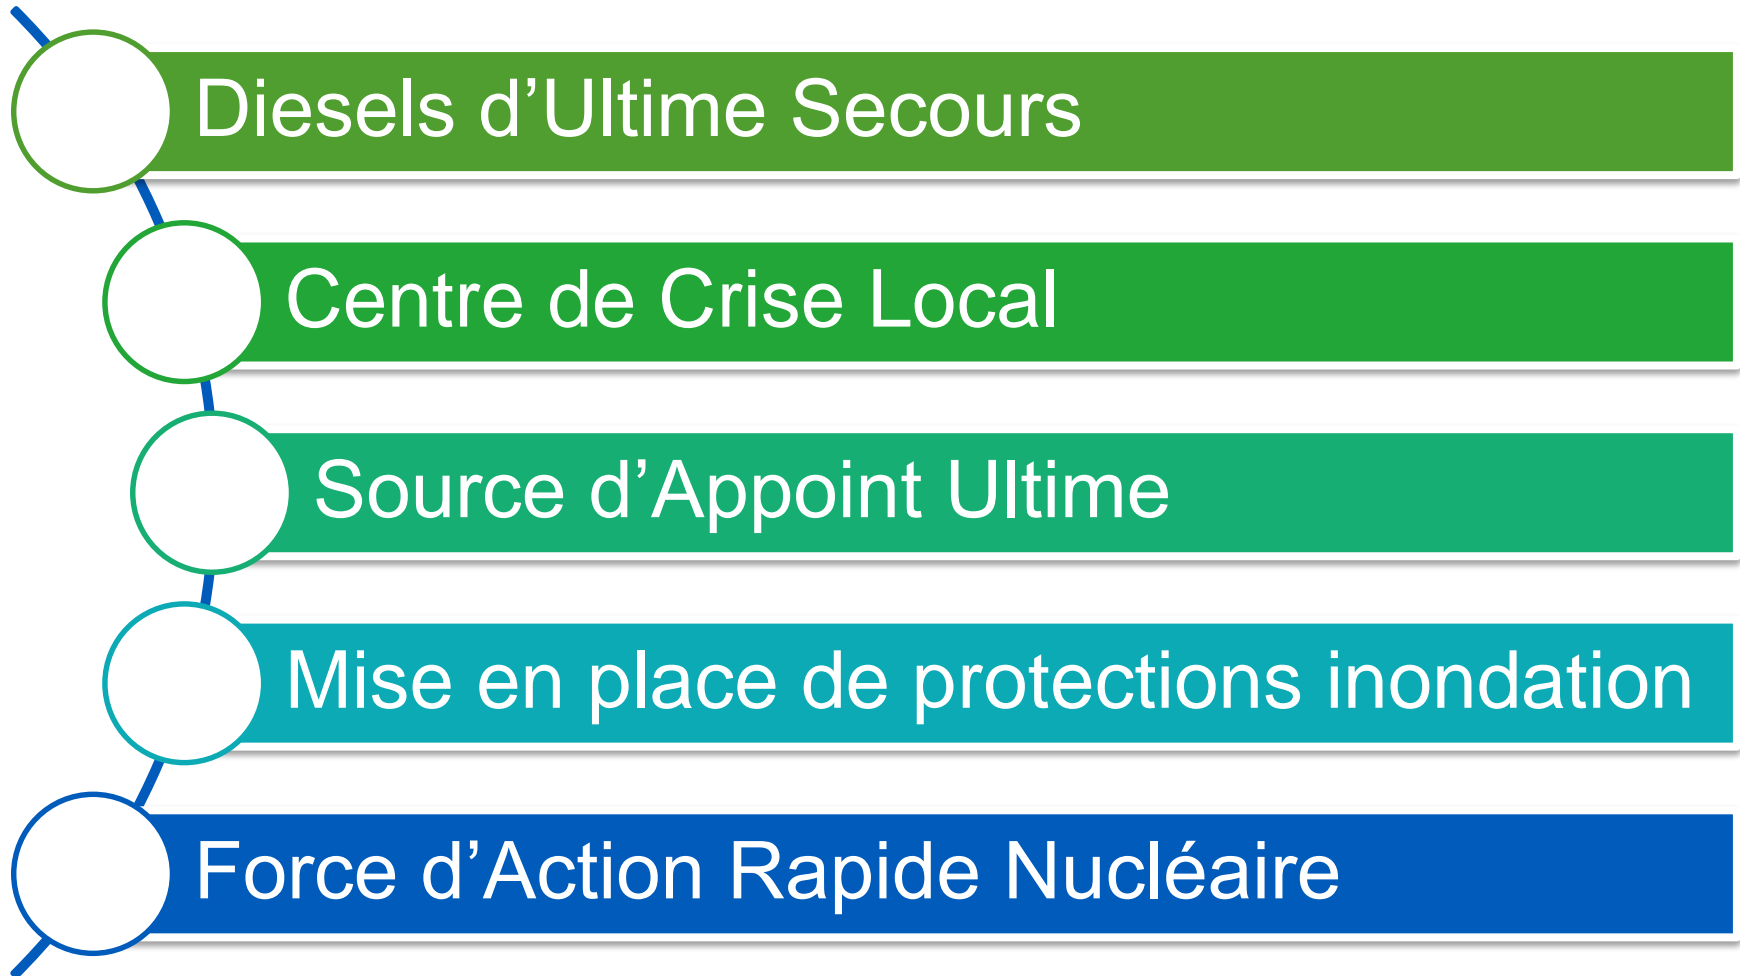 Diesels d’Ultime Secours
Centre de Crise Local
Source d’Appoint Ultime
Mise en place de protections inondation
Force d’Action Rapide Nucléaire